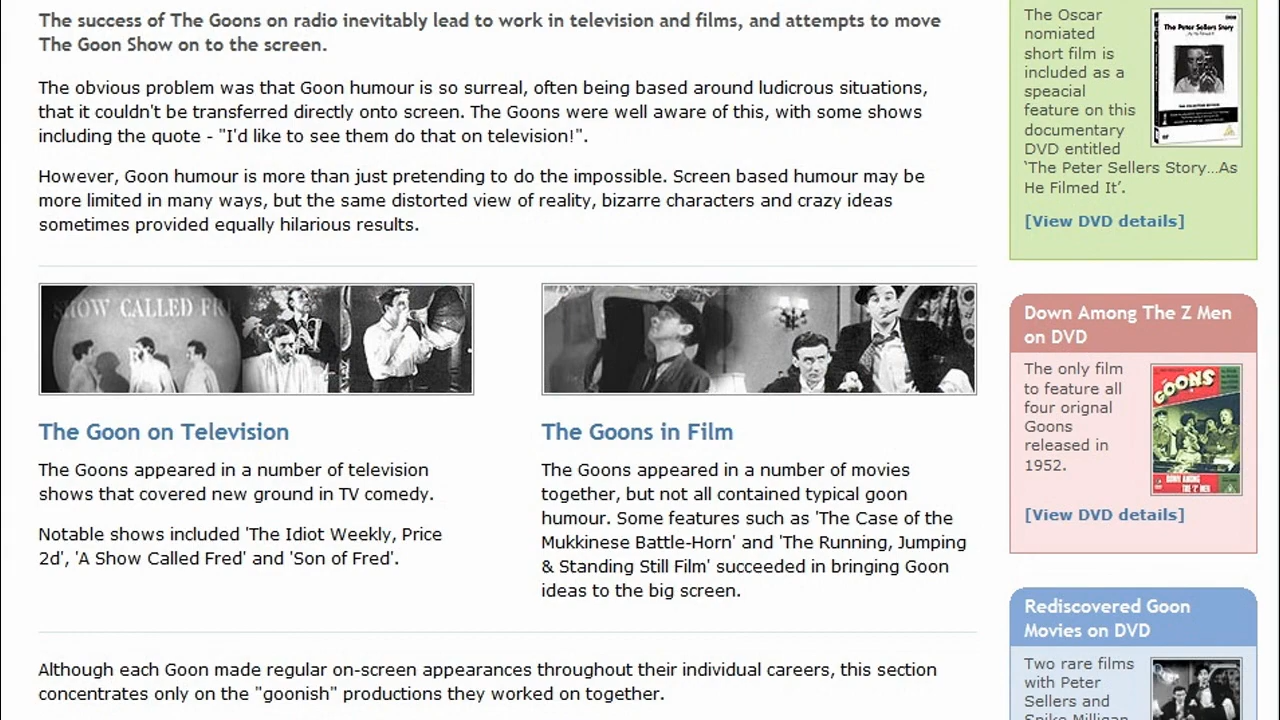 The success of The Goons on radio inevitably lead to work in television and films, and attempts to move
The Goon Show on to the screen.
The obvious problem was that Goon humour is so surreal, often being based around ludicrous situations,
that it couldn't be transferred directly onto screen. The Goons were well aware of this, with some shows
including the quote - "I'd like to see them do that on television!".
However, Goon humour is more than just pretending to do the impossible. Screen based humour may be
more limited in many ways, but the same distorted view of reality, bizarre characters and crazy ideas
sometimes provided equally hilarious results.
SHOW CALLED FR
The Goon on Television
The Goons appeared in a number of television
shows that covered new ground in TV comedy.
Notable shows included 'The Idiot Weekly, Price
2d', 'A Show Called Fred' and 'Son of Fred'.
The Goons in Film
The Goons appeared in a number of movies
together, but not all contained typical goon
humour. Some features such as 'The Case of the
Mukkinese Battle-Horn' and 'The Running, Jumping
& Standing Still Film' succeeded in bringing Goon
ideas to the big screen.
Although each Goon made regular on-screen appearances throughout their individual careers, this section
concentrates only on the "goonish" productions they worked on together.
The Oscar
nomiated
short film is
included as a
speacial
feature on this
documentary
DVD entitled
‘The Peter Sellers Story...As
He Filmed It’.
The Peter Sellers Story
[View DVD details]
Down Among The Z Men
on DVD
The only film
to feature all
four orignal
Goons
released in
1952.
GOONS
DOWN AMONG
THE 'Z' MEN
[View DVD details]
Rediscovered Goon
Movies on DVD
Two rare films
with Peter
Sellers and
Spike Milligan